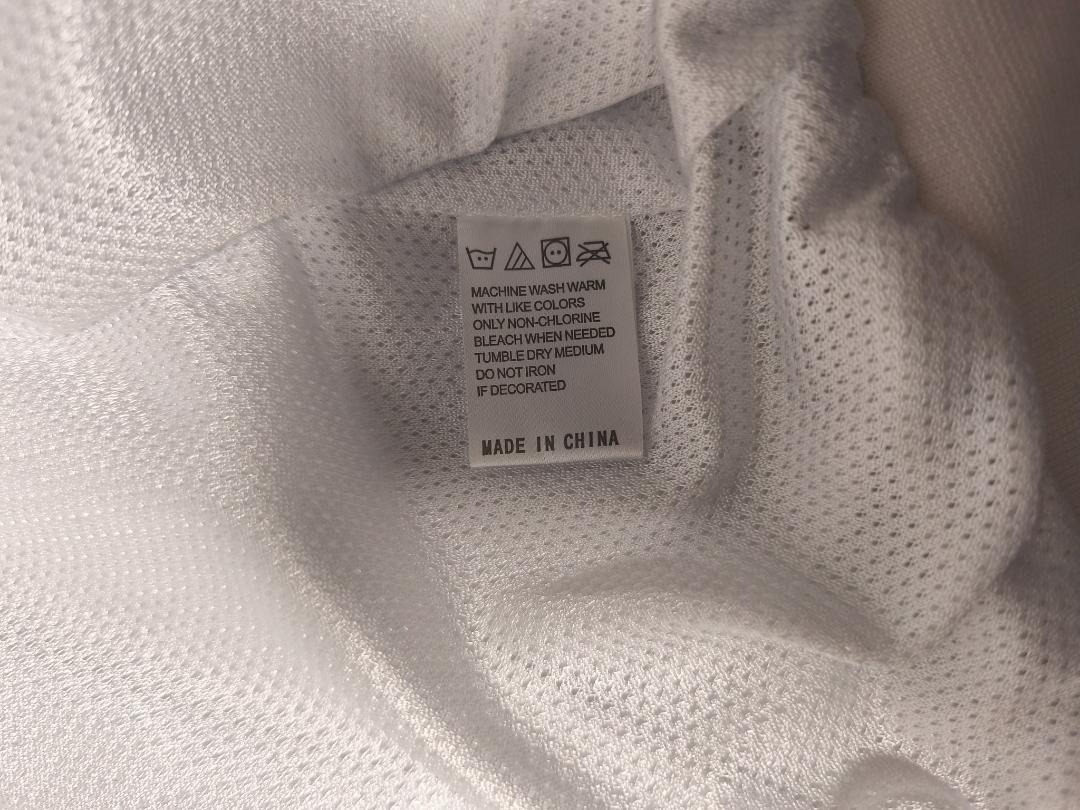 MACHINE WASH WARM
WITH LIKE COLORS
ONLY NON-CHLORINE
BLEACH WHEN NEEDED
TUMBLE DRY MEDIUM
DO NOT IRON
IF DECORATED
MADE IN CHINA